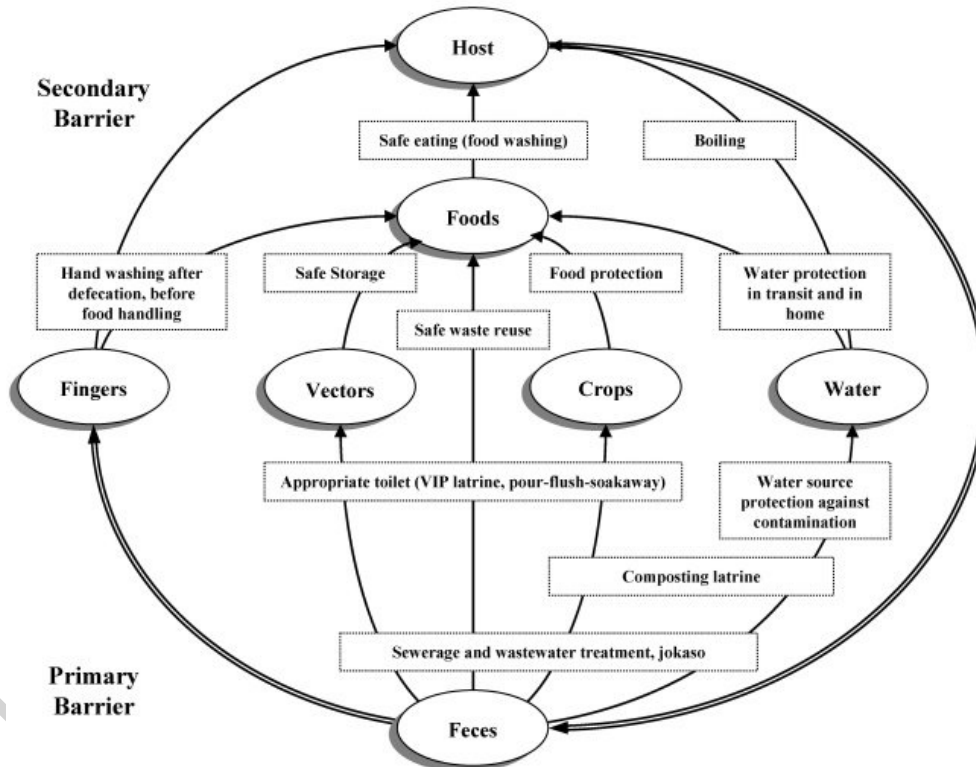 Host
Secondary
Barrier
Safe eating (food washing)
Boiling
Foods
Hand washing after
defecation, before
food handling
Safe Storage
Food protection
Water protection
in transit and in
home
Safe waste reuse
Fingers
Vectors
Crops
Water
Appropriate toilet (VIP latrine, pour-flush-soakaway)
Water source
protection against
contamination
Composting latrine
Sewerage and wastewater treatment, jokaso
Primary
Barrier
Feces